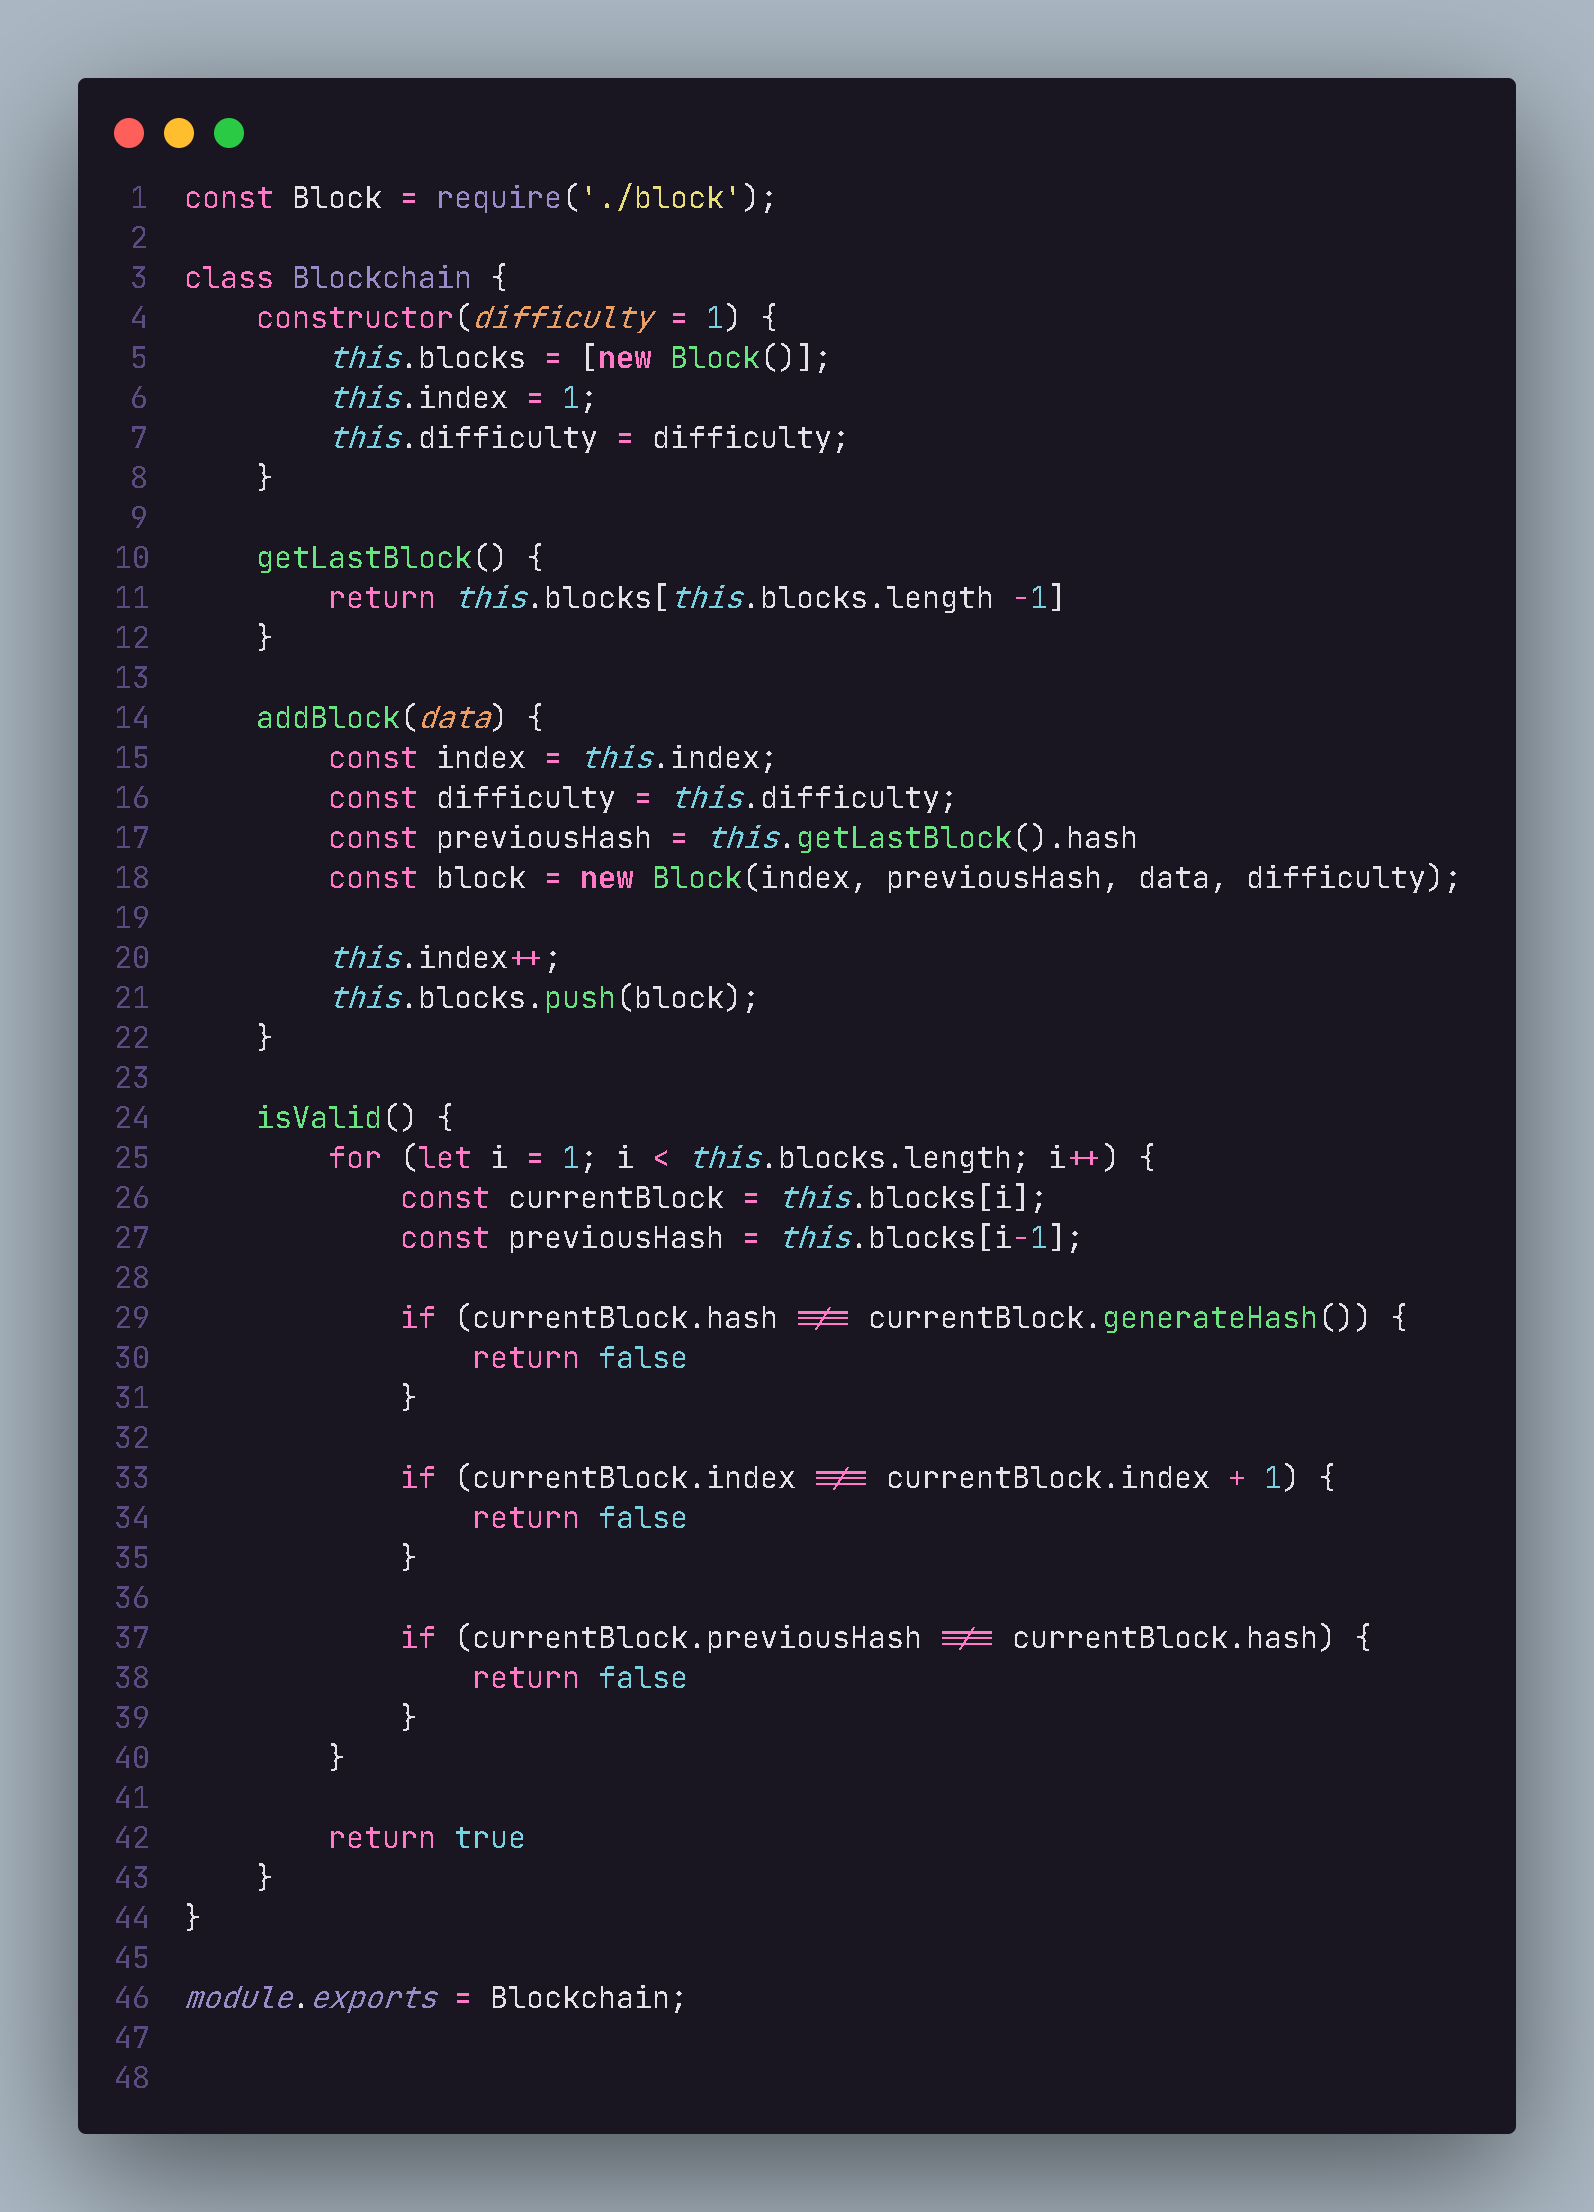 1 const Block = require('./block');
2
3 class Blockchain {
4     constructor(difficulty = 1) {
5         this.blocks = [new Block()];
6         this.index = 1;
7         this.difficulty = difficulty;
8     }
9
10     getLastBlock() {
11         return this.blocks[this.blocks.length -1]
12     }
13
14     addBlock(data) {
15         const index = this.index;
16         const difficulty = this.difficulty;
17         const previousHash = this.getLastBlock().hash
18         const block = new Block(index, previousHash, data, difficulty);
19
20         this.index++;
21         this.blocks.push(block);
22     }
23
24     isValid() {
25         for (let i = 1; i < this.blocks.length; i++) {
26             const currentBlock = this.blocks[i];
27             const previousHash = this.blocks[i-1];
28
29             if (currentBlock.hash !== currentBlock.generateHash()) {
30                 return false
31             }
32
33             if (currentBlock.index !== currentBlock.index + 1) {
34                 return false
35             }
36
37             if (currentBlock.previousHash !== currentBlock.hash) {
38                 return false
39             }
40         }
41
42         return true
43     }
44 }
45
46 module.exports = Blockchain;
47
48